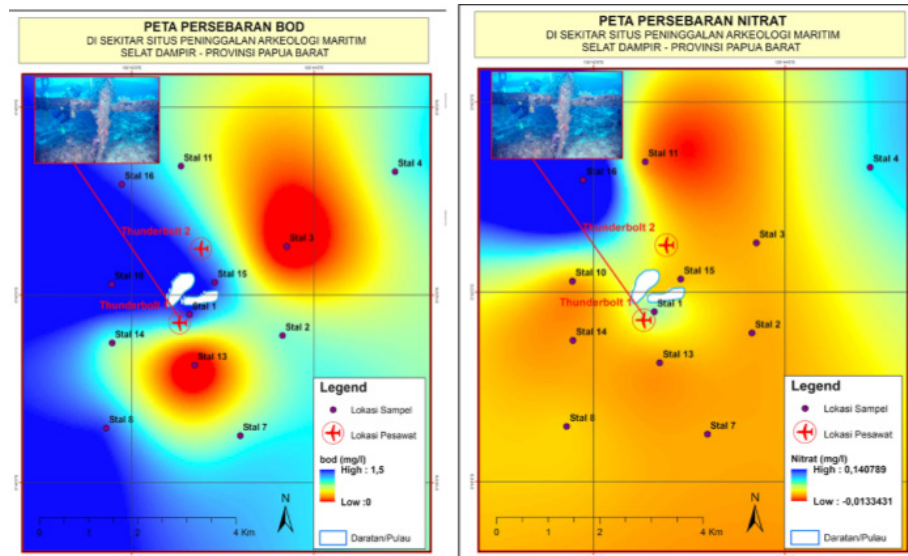 PETA PERSEBARAN BOD
DI SEKITAR SITUS PENINGGALAN ARKEOLOGI MARITIM
SELAT DAMPIR - PROVINSI PAPUA BARAT
Stal 11
Stal 4
Stal 16
Thunderbolt 2
Stal 3
Stal 16
Stal 15
Thunderbolt 1
Stal 1
Stal 2
Stal 14
Stal 13
Stal 8
Stal 7
Legend
Lokasi Sampel
Lokasi Pesawat
bod (mg/l)
High : 1,5
Low :0
N
0 2 4 Km
Daratan/Pulau
PETA PERSEBARAN NITRAT
DI SEKITAR SITUS PENINGGALAN ARKEOLOGI MARITIM
SELAT DAMPIR - PROVINSI PAPUA BARAT
Stal 11
Stal 4
Stal 16
Thunderbolt 2
Stal 3
Stal 10
Stal 15
Thunderbolt 1
Stal 1
Stal 2
Stal 14
Stal 13
Stal 8
Stal 7
Legend
Lokasi Sampel
Lokasi Pesawat
Nitrat (mg/l)
High : 0,140789
Low : -0,0133431
N
0 2 4 Km
Daratan/Pulau